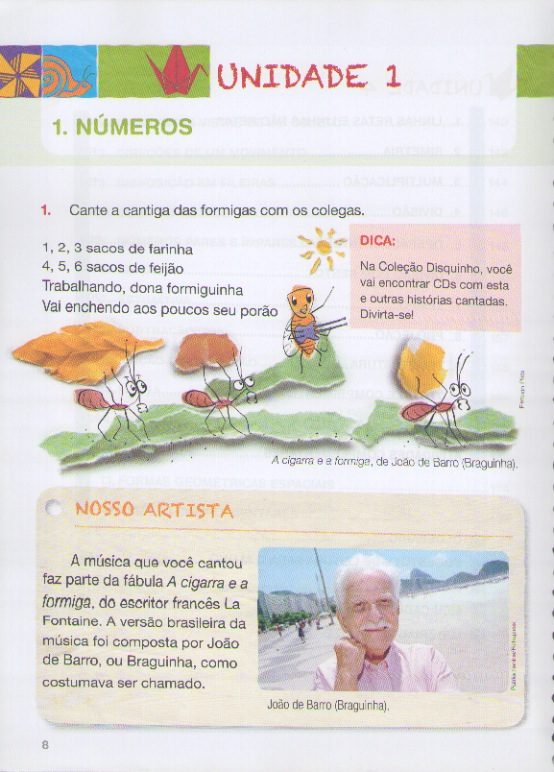 UNIDADE 1
1. NÚMEROS
1. Cante a cantiga das formigas com os colegas.
1, 2, 3 sacos de farinha
4, 5, 6 sacos de feijão
Trabalhando, dona formiguinha
Vai enchendo aos poucos seu porão
DICA:
Na Coleção Disquinho, você
vai encontrar CDs com esta
e outras histórias cantadas.
Divirta-se!
A cigarra e a formiga, de João de Barro (Braguinha).
NOSSO ARTISTA
A música que você cantou
faz parte da fábula A cigarra e a
formiga, do escritor francês La
Fontaine. A versão brasileira da
música foi composta por João
de Barro, ou Braguinha, como
costumava ser chamado.
João de Barro (Braguinha).
8